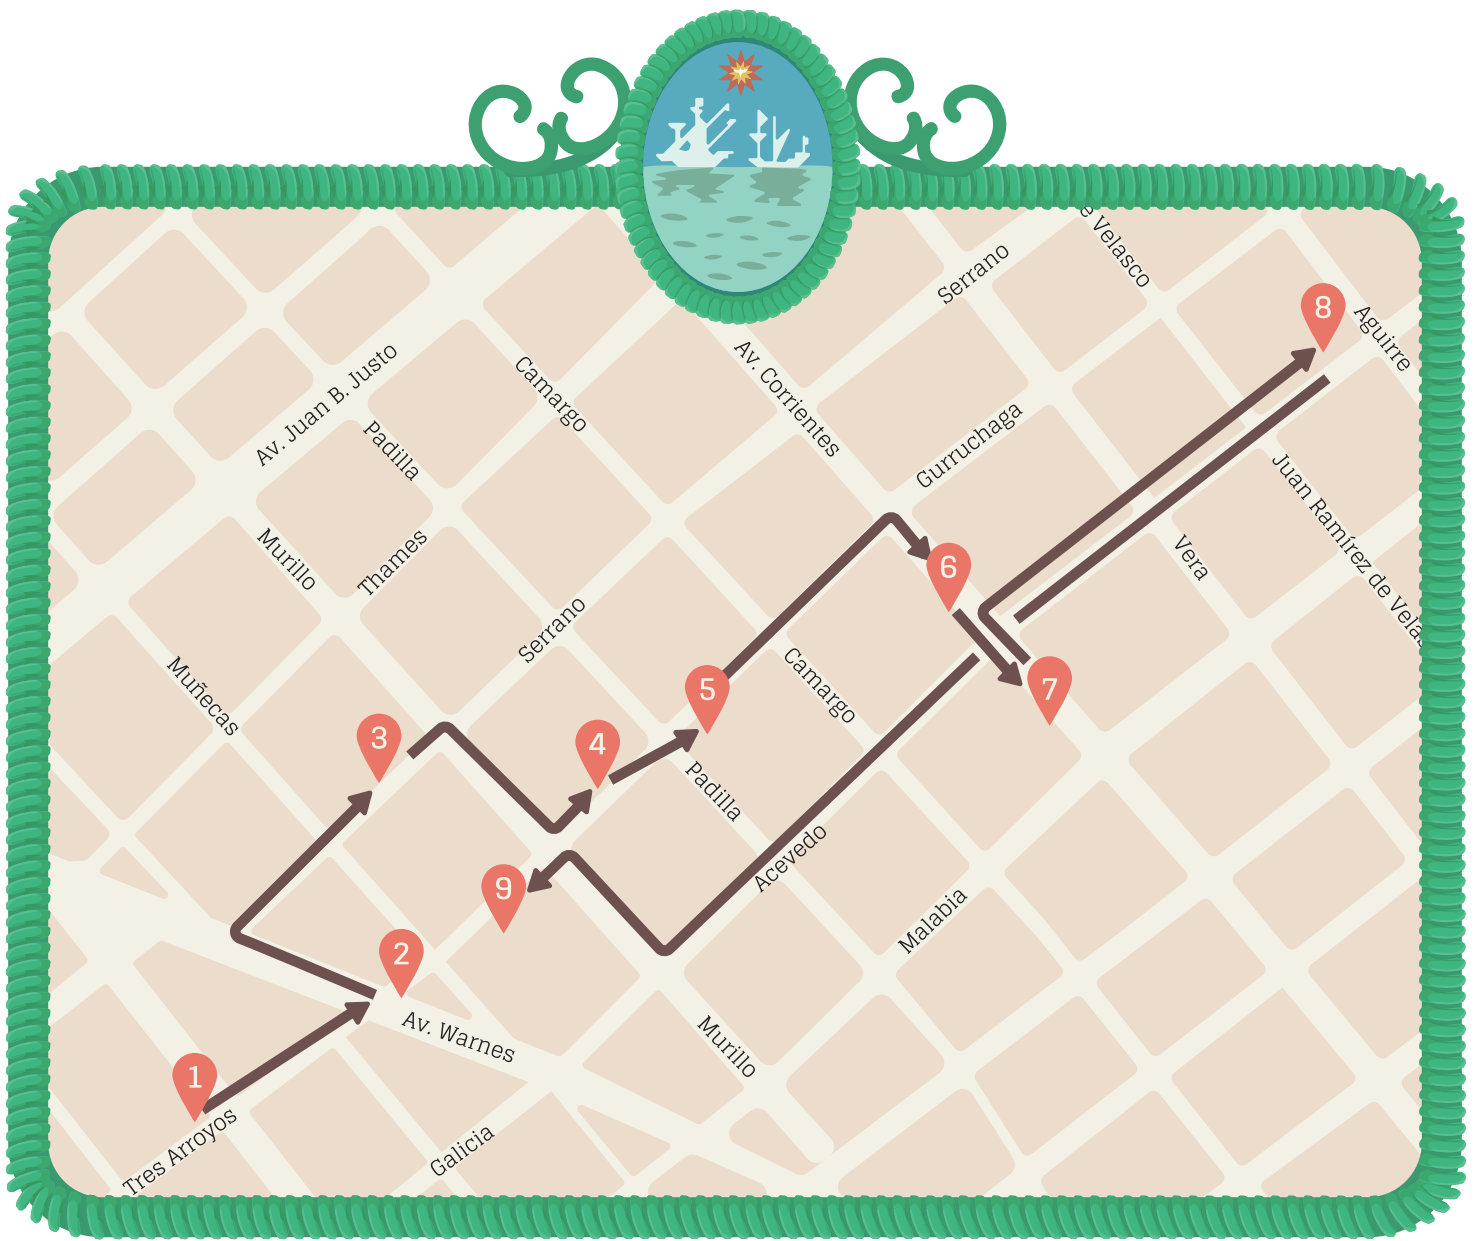 e Velasco
Serrano
8
Aguirre
Av. Juan B. Justo
Camargo
Av. Corrientes
Padilla
Gurruchaga
Juan Ramírez de Vela
Murillo
Thames
6
Vera
Serrano
Muñecas
5
Camargo
7
3
4
Padilla
9
Acevedo
2
Malabia
Av. Warnes
Murillo
1
Tres Arroyos
Galicia